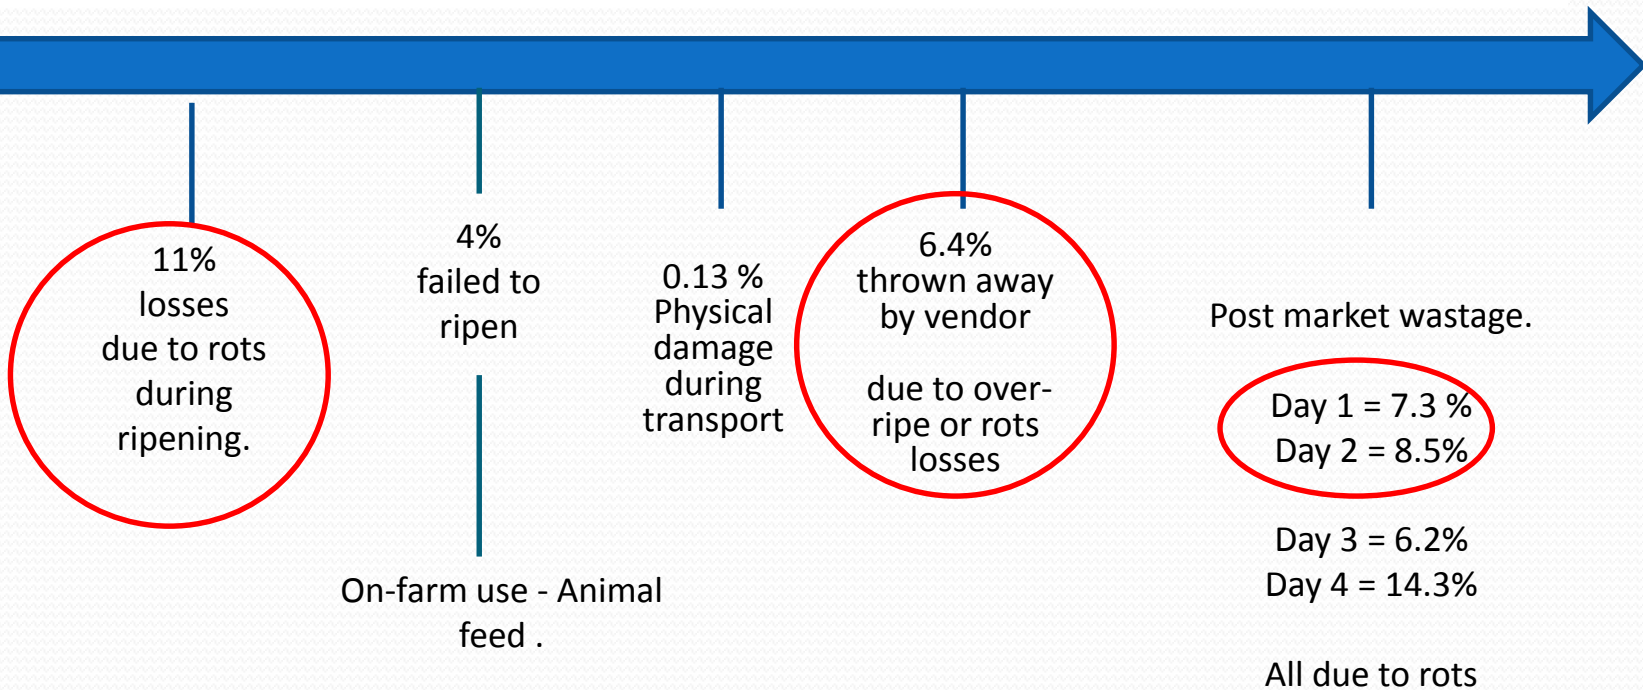 11%
losses
due to rots
during
ripening.
4%
failed to
ripen
On-farm use - Animal
feed .
0.13 %
Physical
damage
during
transport
6.4%
thrown away
by vendor
due to over-
ripe or rots
losses
Post market wastage.
Day 1 = 7.3 %
Day 2 = 8.5%
Day 3 = 6.2%
Day 4 = 14.3%
All due to rots